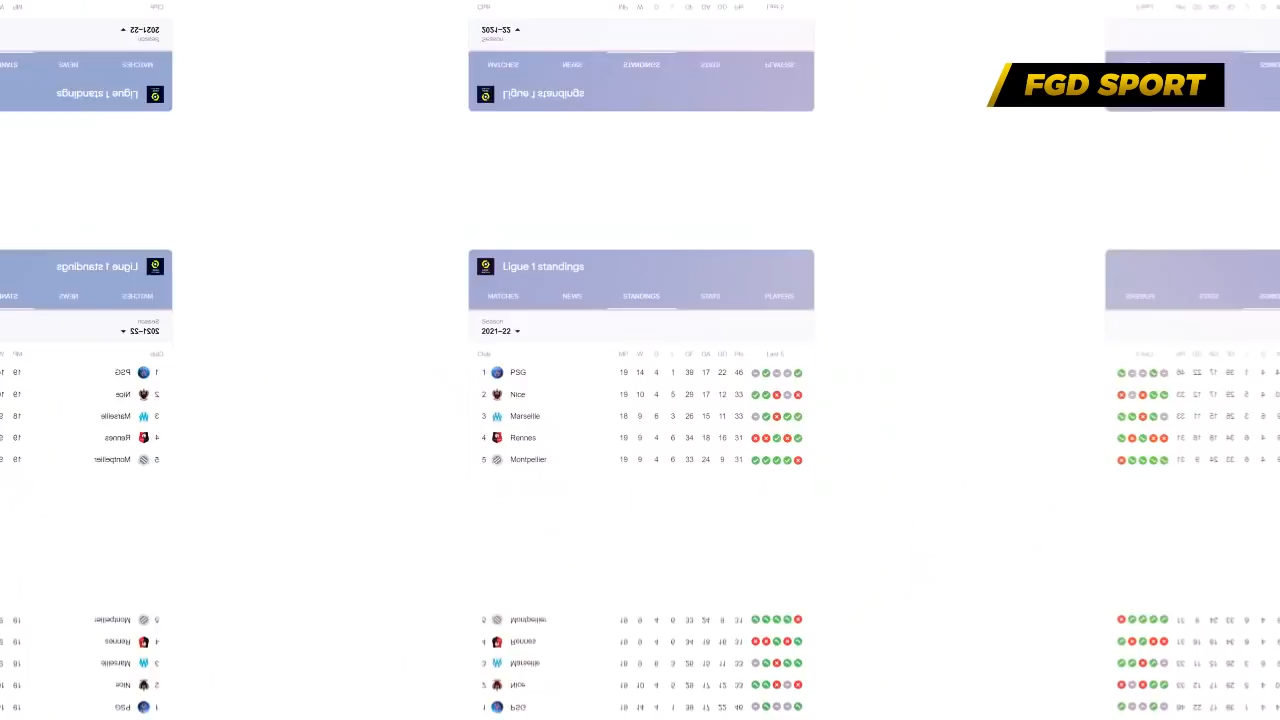 FGD SPORT
Ligue 1 standings
MATCHES NEWS STANDINGS STATS PLAYERS
Season
2021–22
Club MP W D L GF GA GD Pts Last 5
1 PSG 19 14 4 1 39 17 22 46
2 Nice 19 10 4 5 29 17 12 33
3 Marseille 18 9 6 3 26 15 11 33
4 Rennes 19 9 4 6 34 18 16 31
5 Montpellier 19 9 4 6 33 24 9 31